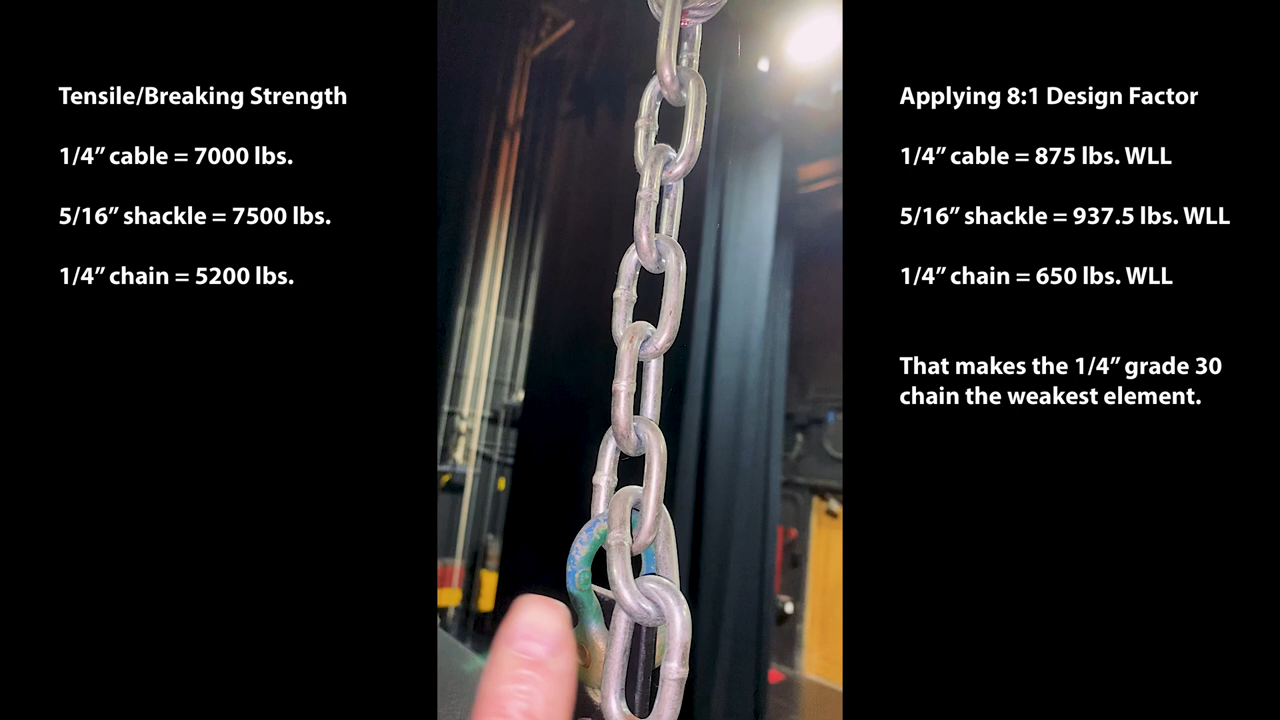 Tensile/Breaking Strength
1/4” cable = 7000 lbs.
5/16” shackle = 7500 lbs.
1/4” chain = 5200 lbs.
Applying 8:1 Design Factor
1/4” cable = 875 lbs. WLL
5/16” shackle = 937.5 lbs. WLL
1/4” chain = 650 lbs. WLL
That makes the 1/4” grade 30
chain the weakest element.